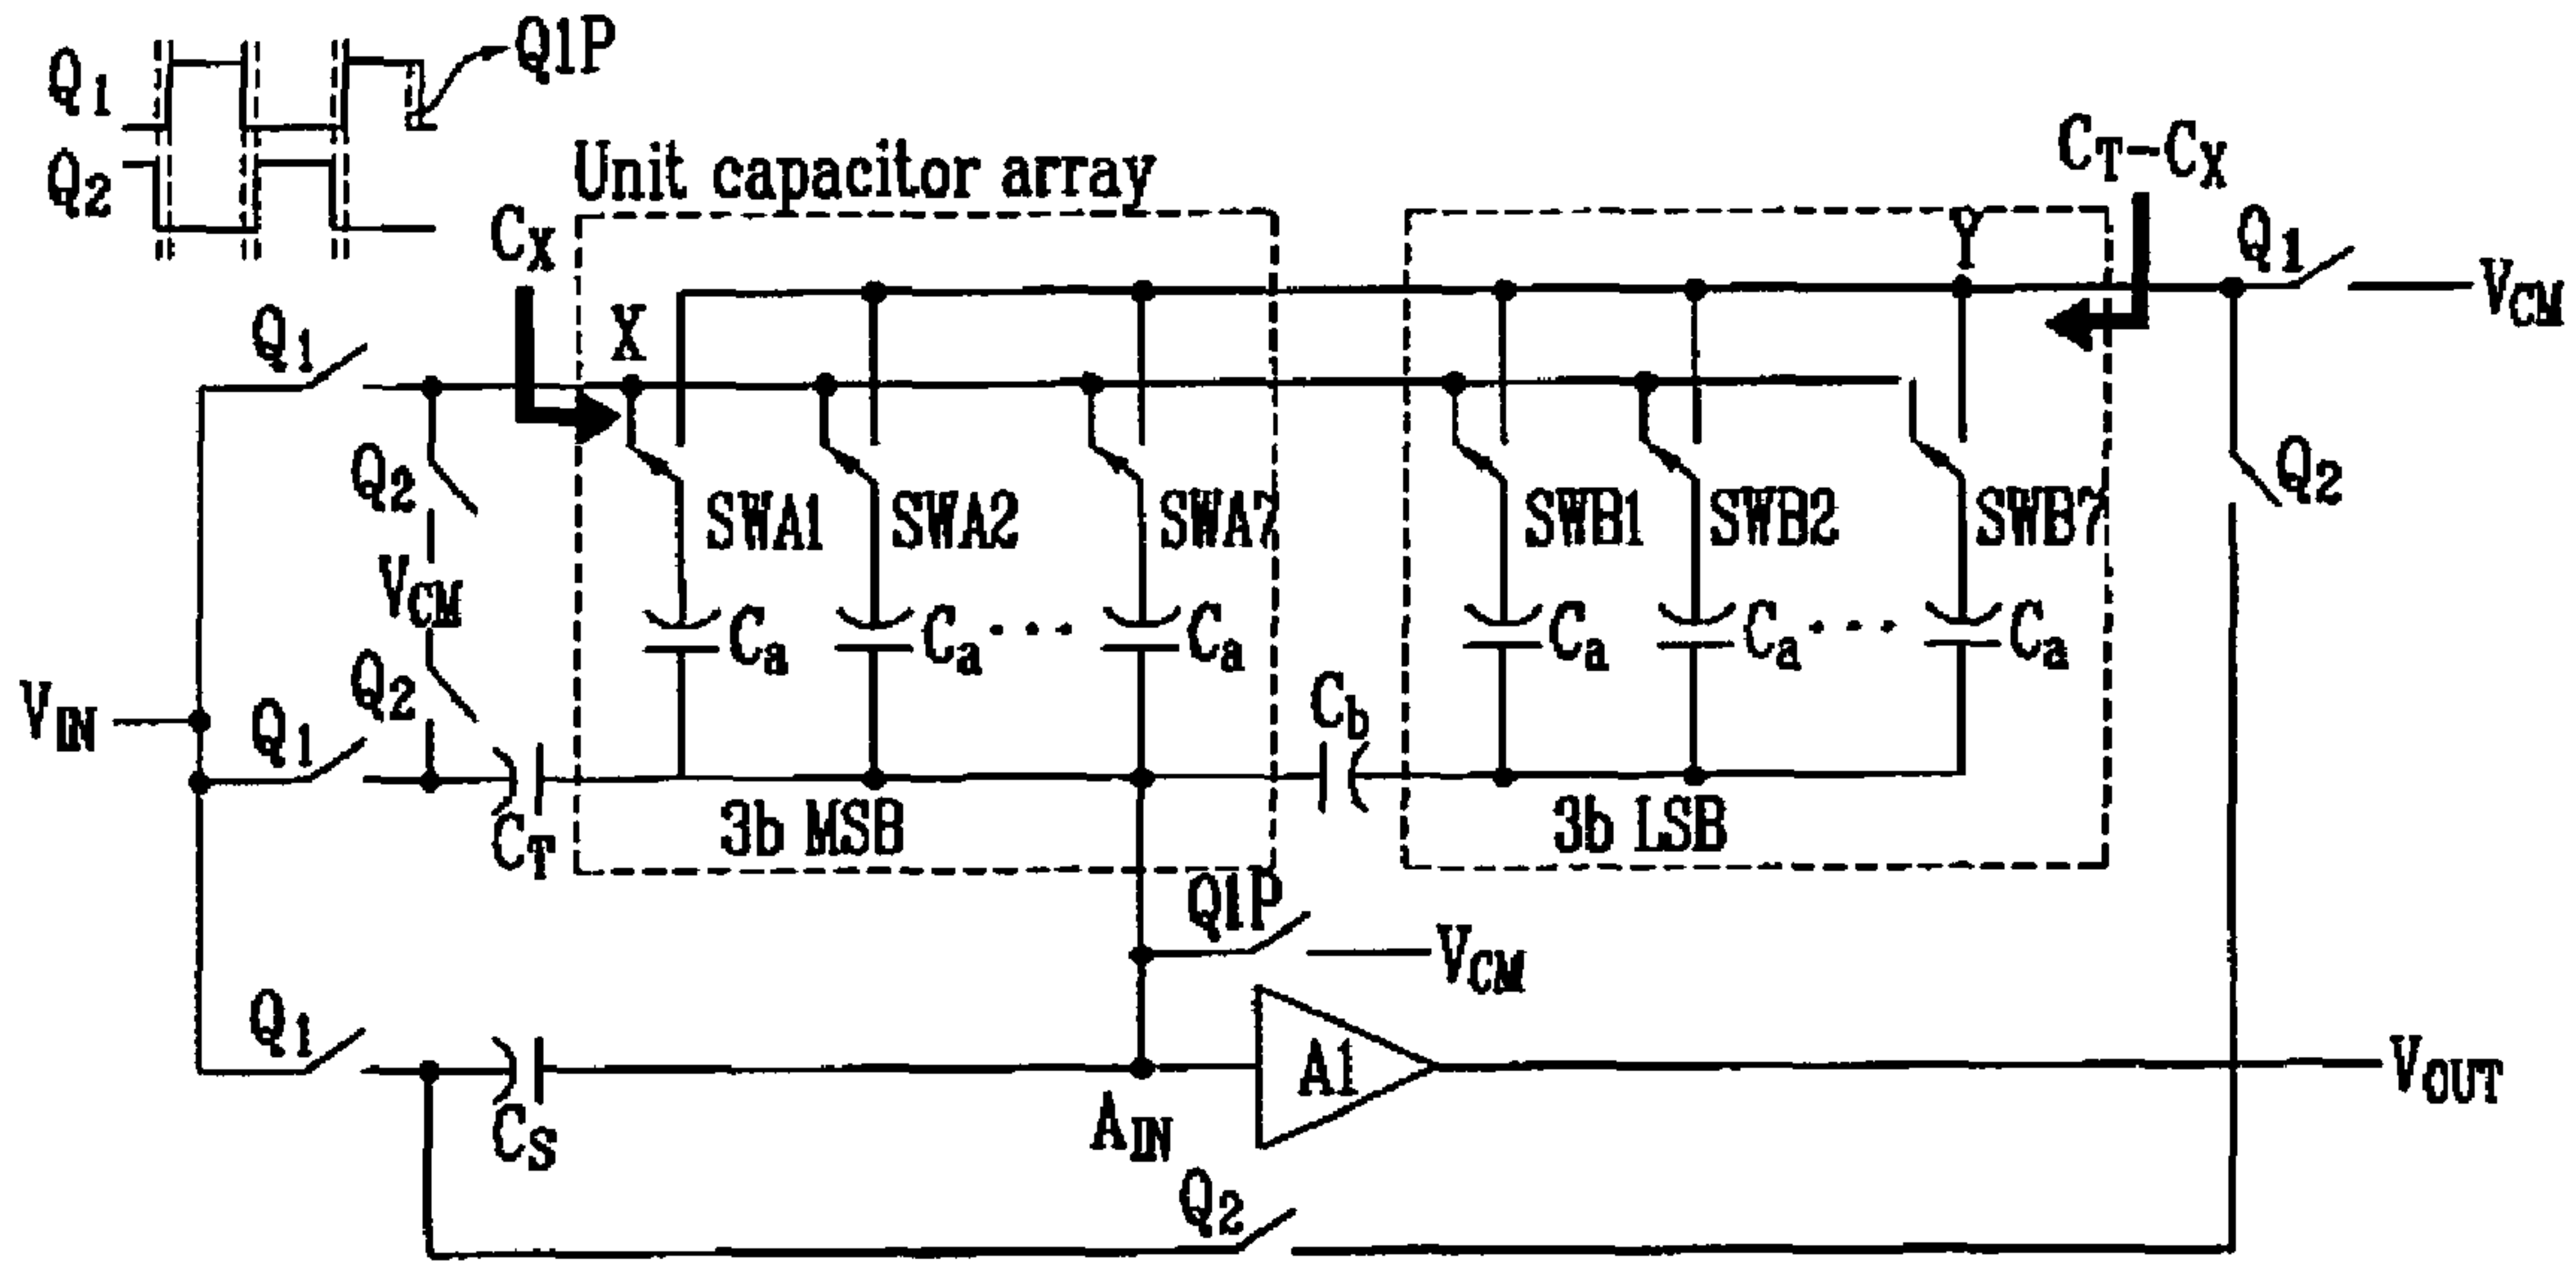 Q1
Q1P
Q2
Unit capacitor array
CT-CX
CX
X
Y
Q1
VCM
Q1
Q2
VCM
Q2
SWA1
SWA2
SWA7
SWB1
SWB2
SWB7
Q2
Ca
Ca
...
Ca
Ca
Ca
...
Ca
VIN
Q1
CT
3b MSB
Cb
3b LSB
Q1P
VCM
Q1
CS
AIN
A1
VOUT
Q2